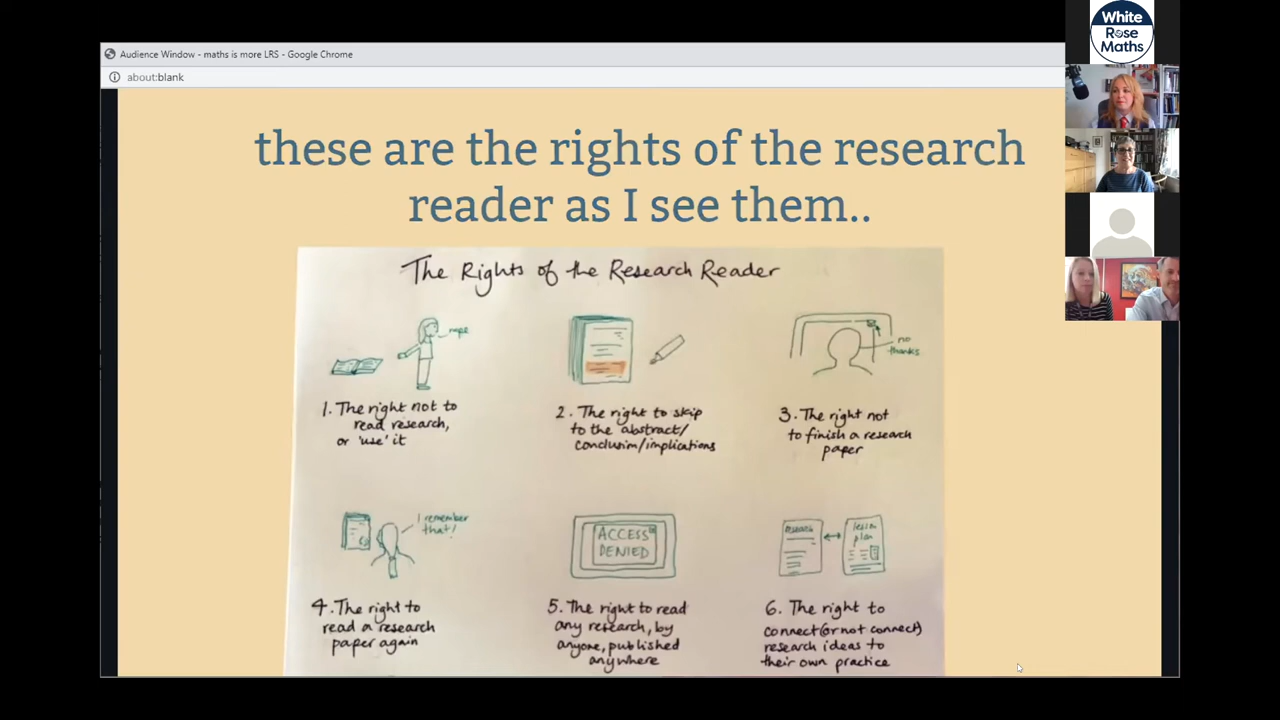 White
Rose
Maths
Audience Window - maths is more LRS - Google Chrome
about:blank
these are the rights of the research
reader as I see them..
The Rights of the Research Reader
nope
no
thanks
1. The right not to
read research,
or 'use' it
2. The right to skip
to the abstract/
conclusion/implications
3. The right not
to finish a research
paper
I remember
that!
ACCESS
DENIED
research
lesson
plan
4. The right to
read a research
paper again
5. The right to read
any research, by
anyone, published
anywhere
6. The right to
connect (or not connect)
research ideas to
their own practice